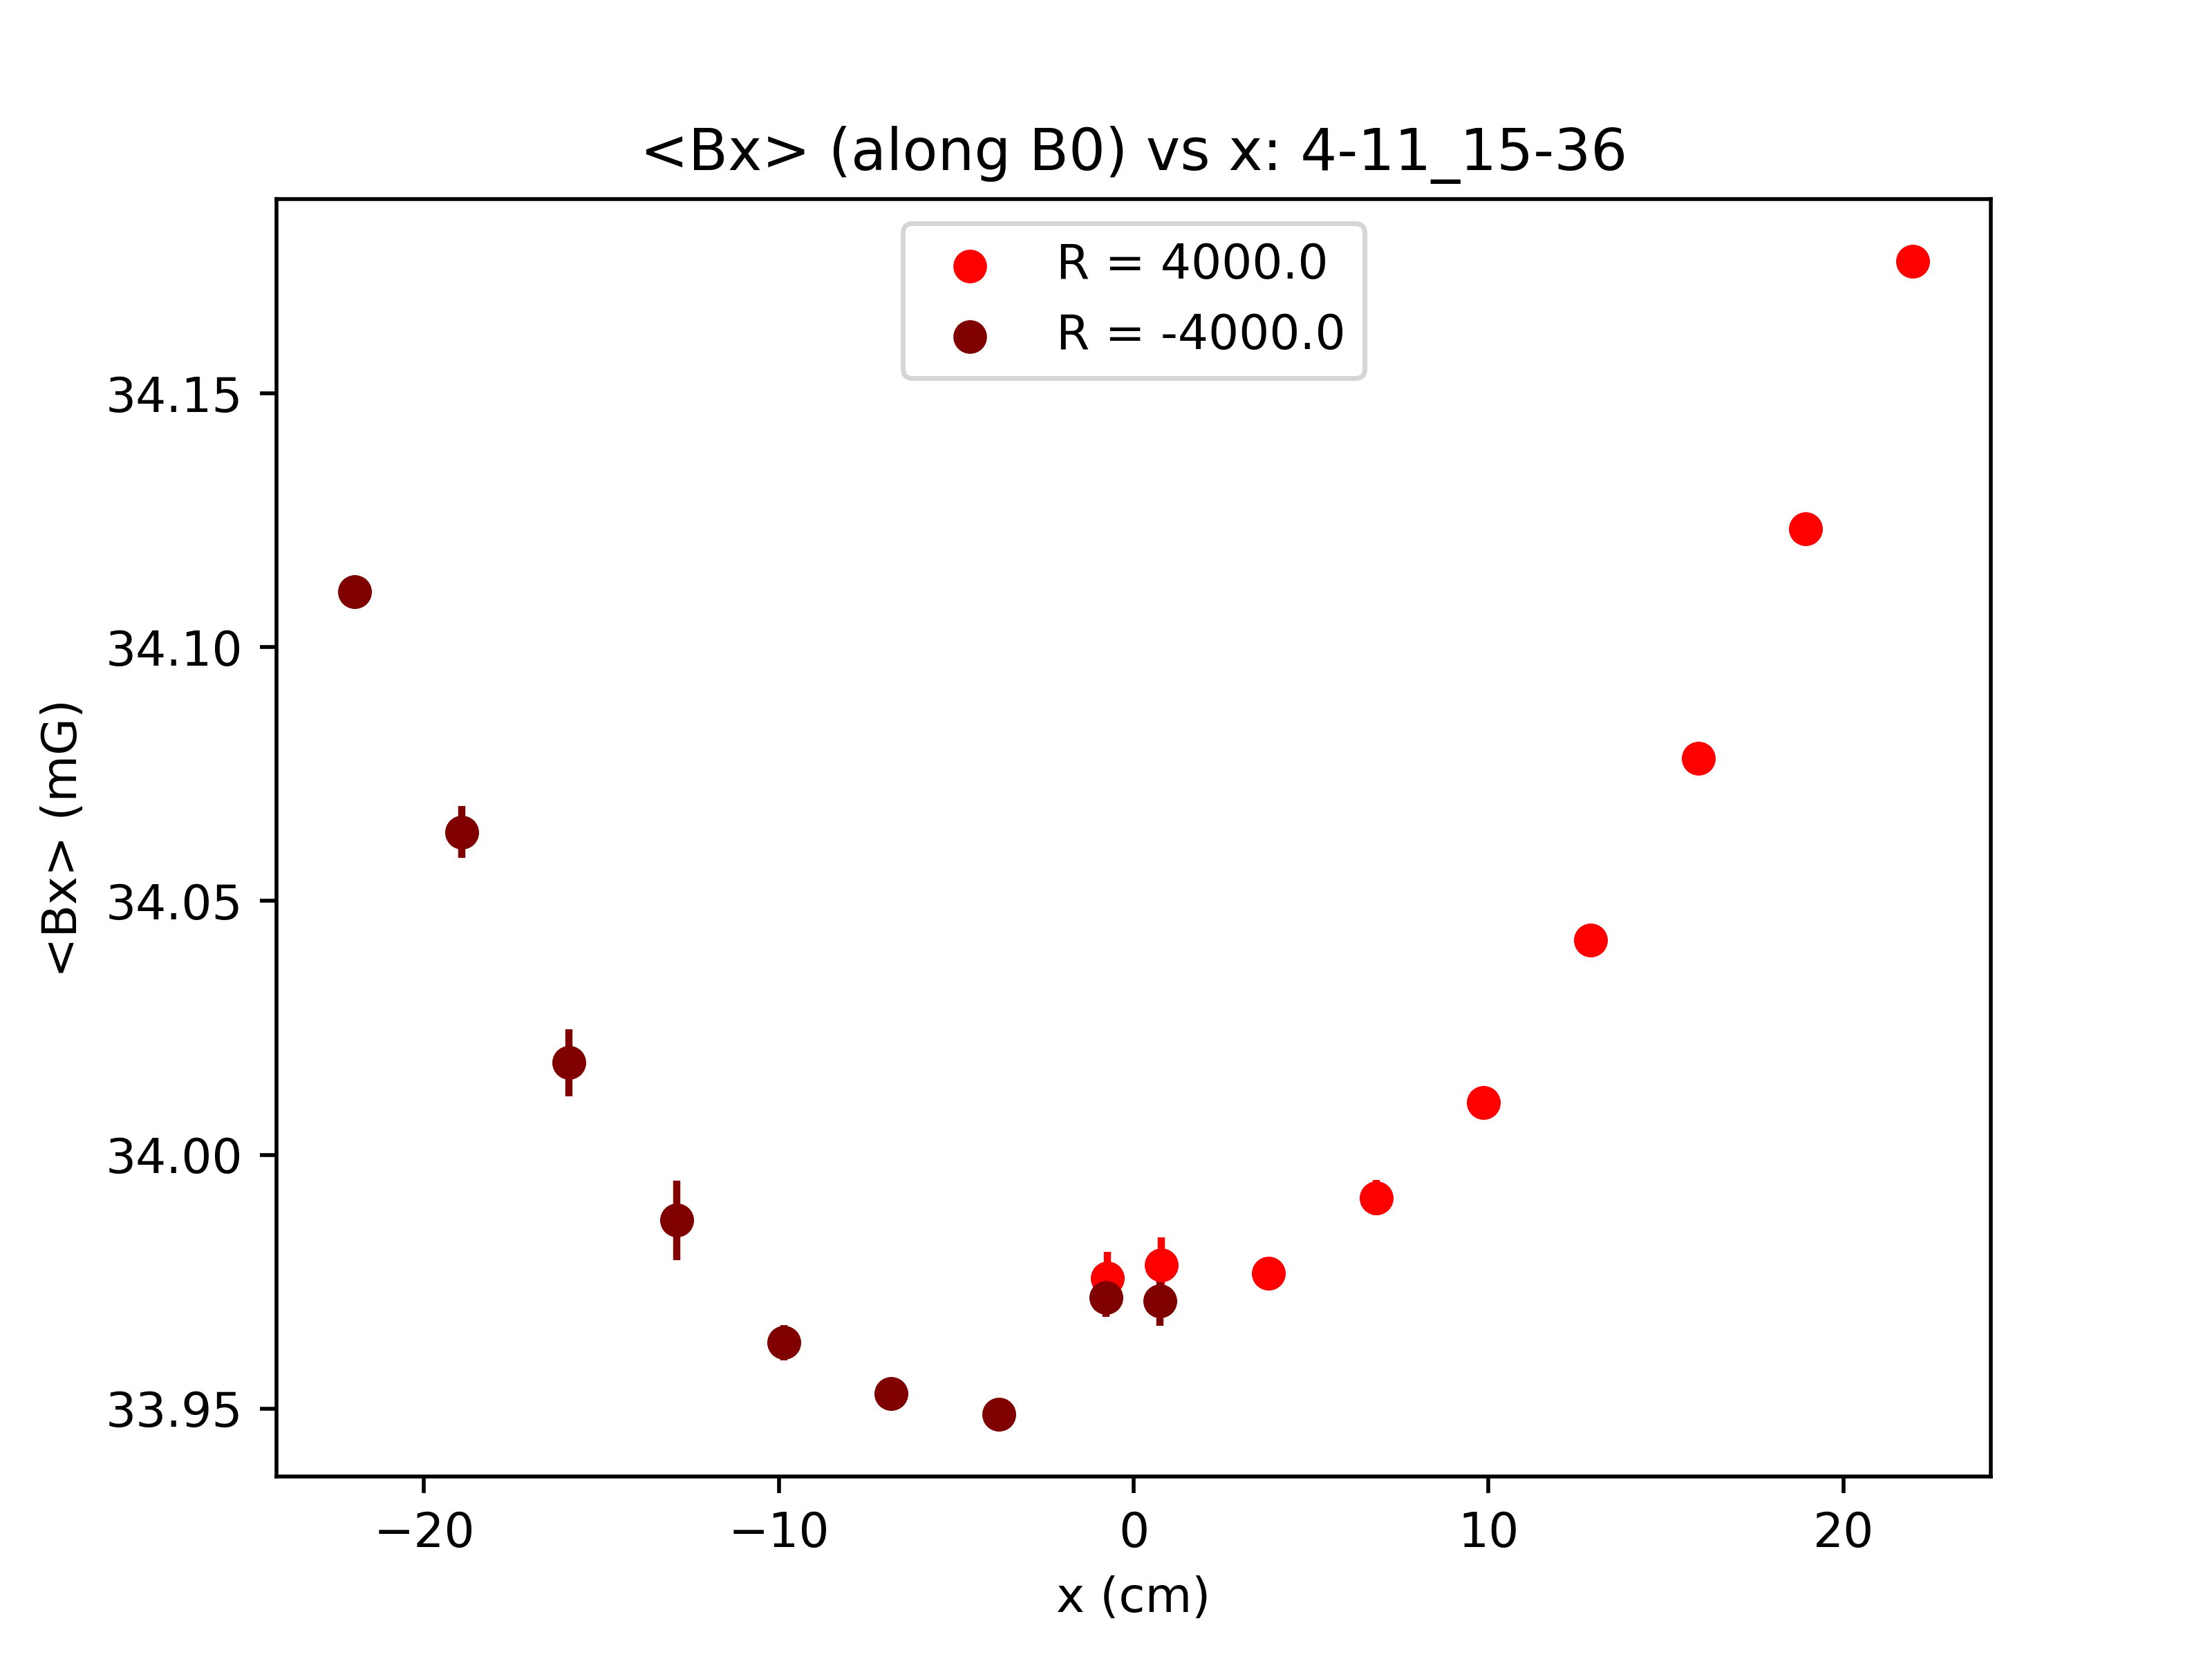 <Bx> (along B0) vs x: 4-11_15-36
R = 4000.0
R = -4000.0
34.15
34.10
34.05
34.00
33.95
<Bx> (mG)
−20 −10 0 10 20
x (cm)